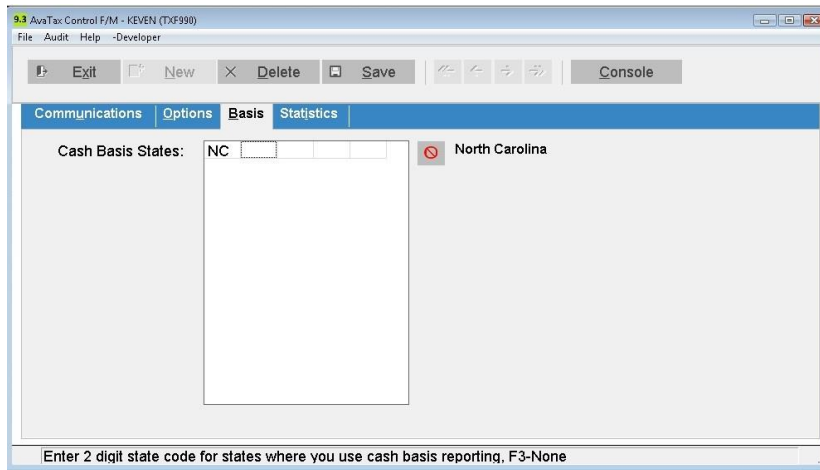 9.3 AvaTax Control F/M - KEVEN (TXF990)
File Audit Help -Developer
Exit New Delete Save Console
Communications Options Basis Statistics
Cash Basis States: NC North Carolina
Enter 2 digit state code for states where you use cash basis reporting, F3-None